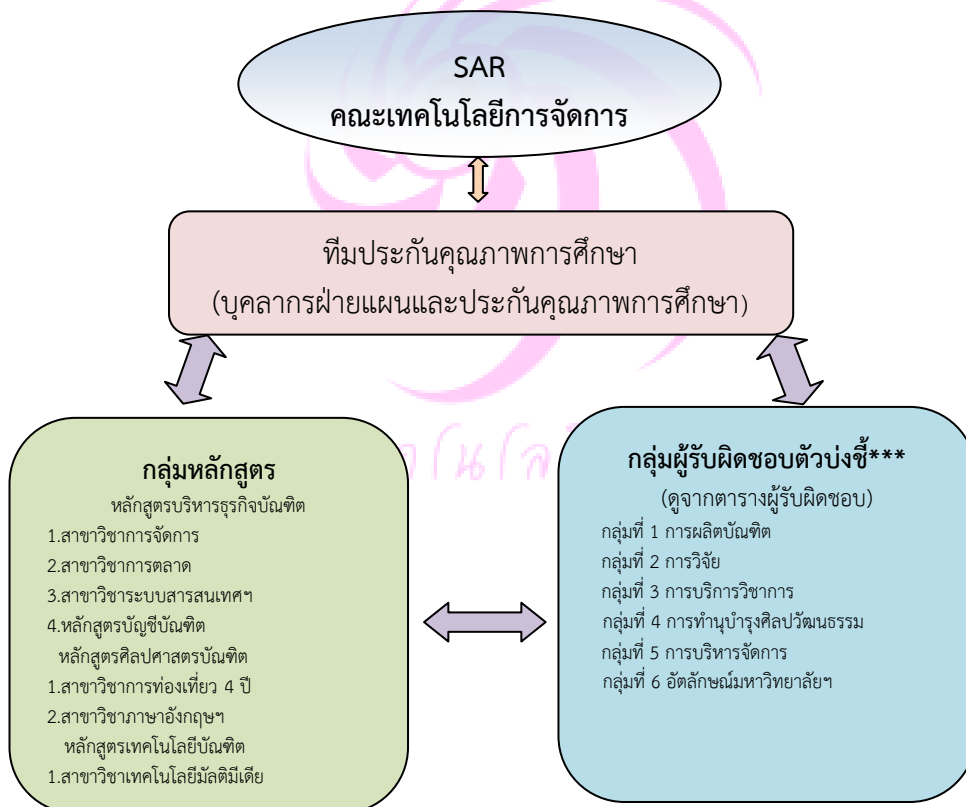 SAR
คณะเทคโนโลยีการจัดการ
ทีมประกันคุณภาพการศึกษา
(บุคลากรฝ่ายแผนและประกันคุณภาพการศึกษา)
กลุ่มหลักสูตร
หลักสูตรบริหารธุรกิจบัณฑิต
1.สาขาวิชาการจัดการ
2.สาขาวิชาการตลาด
3.สาขาวิชาระบบสารสนเทศฯ
4.หลักสูตรบัญชีบัณฑิต
หลักสูตรศิลปศาสตรบัณฑิต
1.สาขาวิชาการท่องเที่ยว 4 ปี
2.สาขาวิชาภาษาอังกฤษฯ
หลักสูตรเทคโนโลยีบัณฑิต
1.สาขาวิชาเทคโนโลยีมัลติมีเดีย
กลุ่มผู้รับผิดชอบตัวบ่งชี้***
(ดูจากตารางผู้รับผิดชอบ)
กลุ่มที่ 1 การผลิตบัณฑิต
กลุ่มที่ 2 การวิจัย
กลุ่มที่ 3 การบริการวิชาการ
กลุ่มที่ 4 การทำนุบำรุงศิลปวัฒนธรรม
กลุ่มที่ 5 การบริหารจัดการ
กลุ่มที่ 6 อัตลักษณ์มหาวิทยาลัยฯ